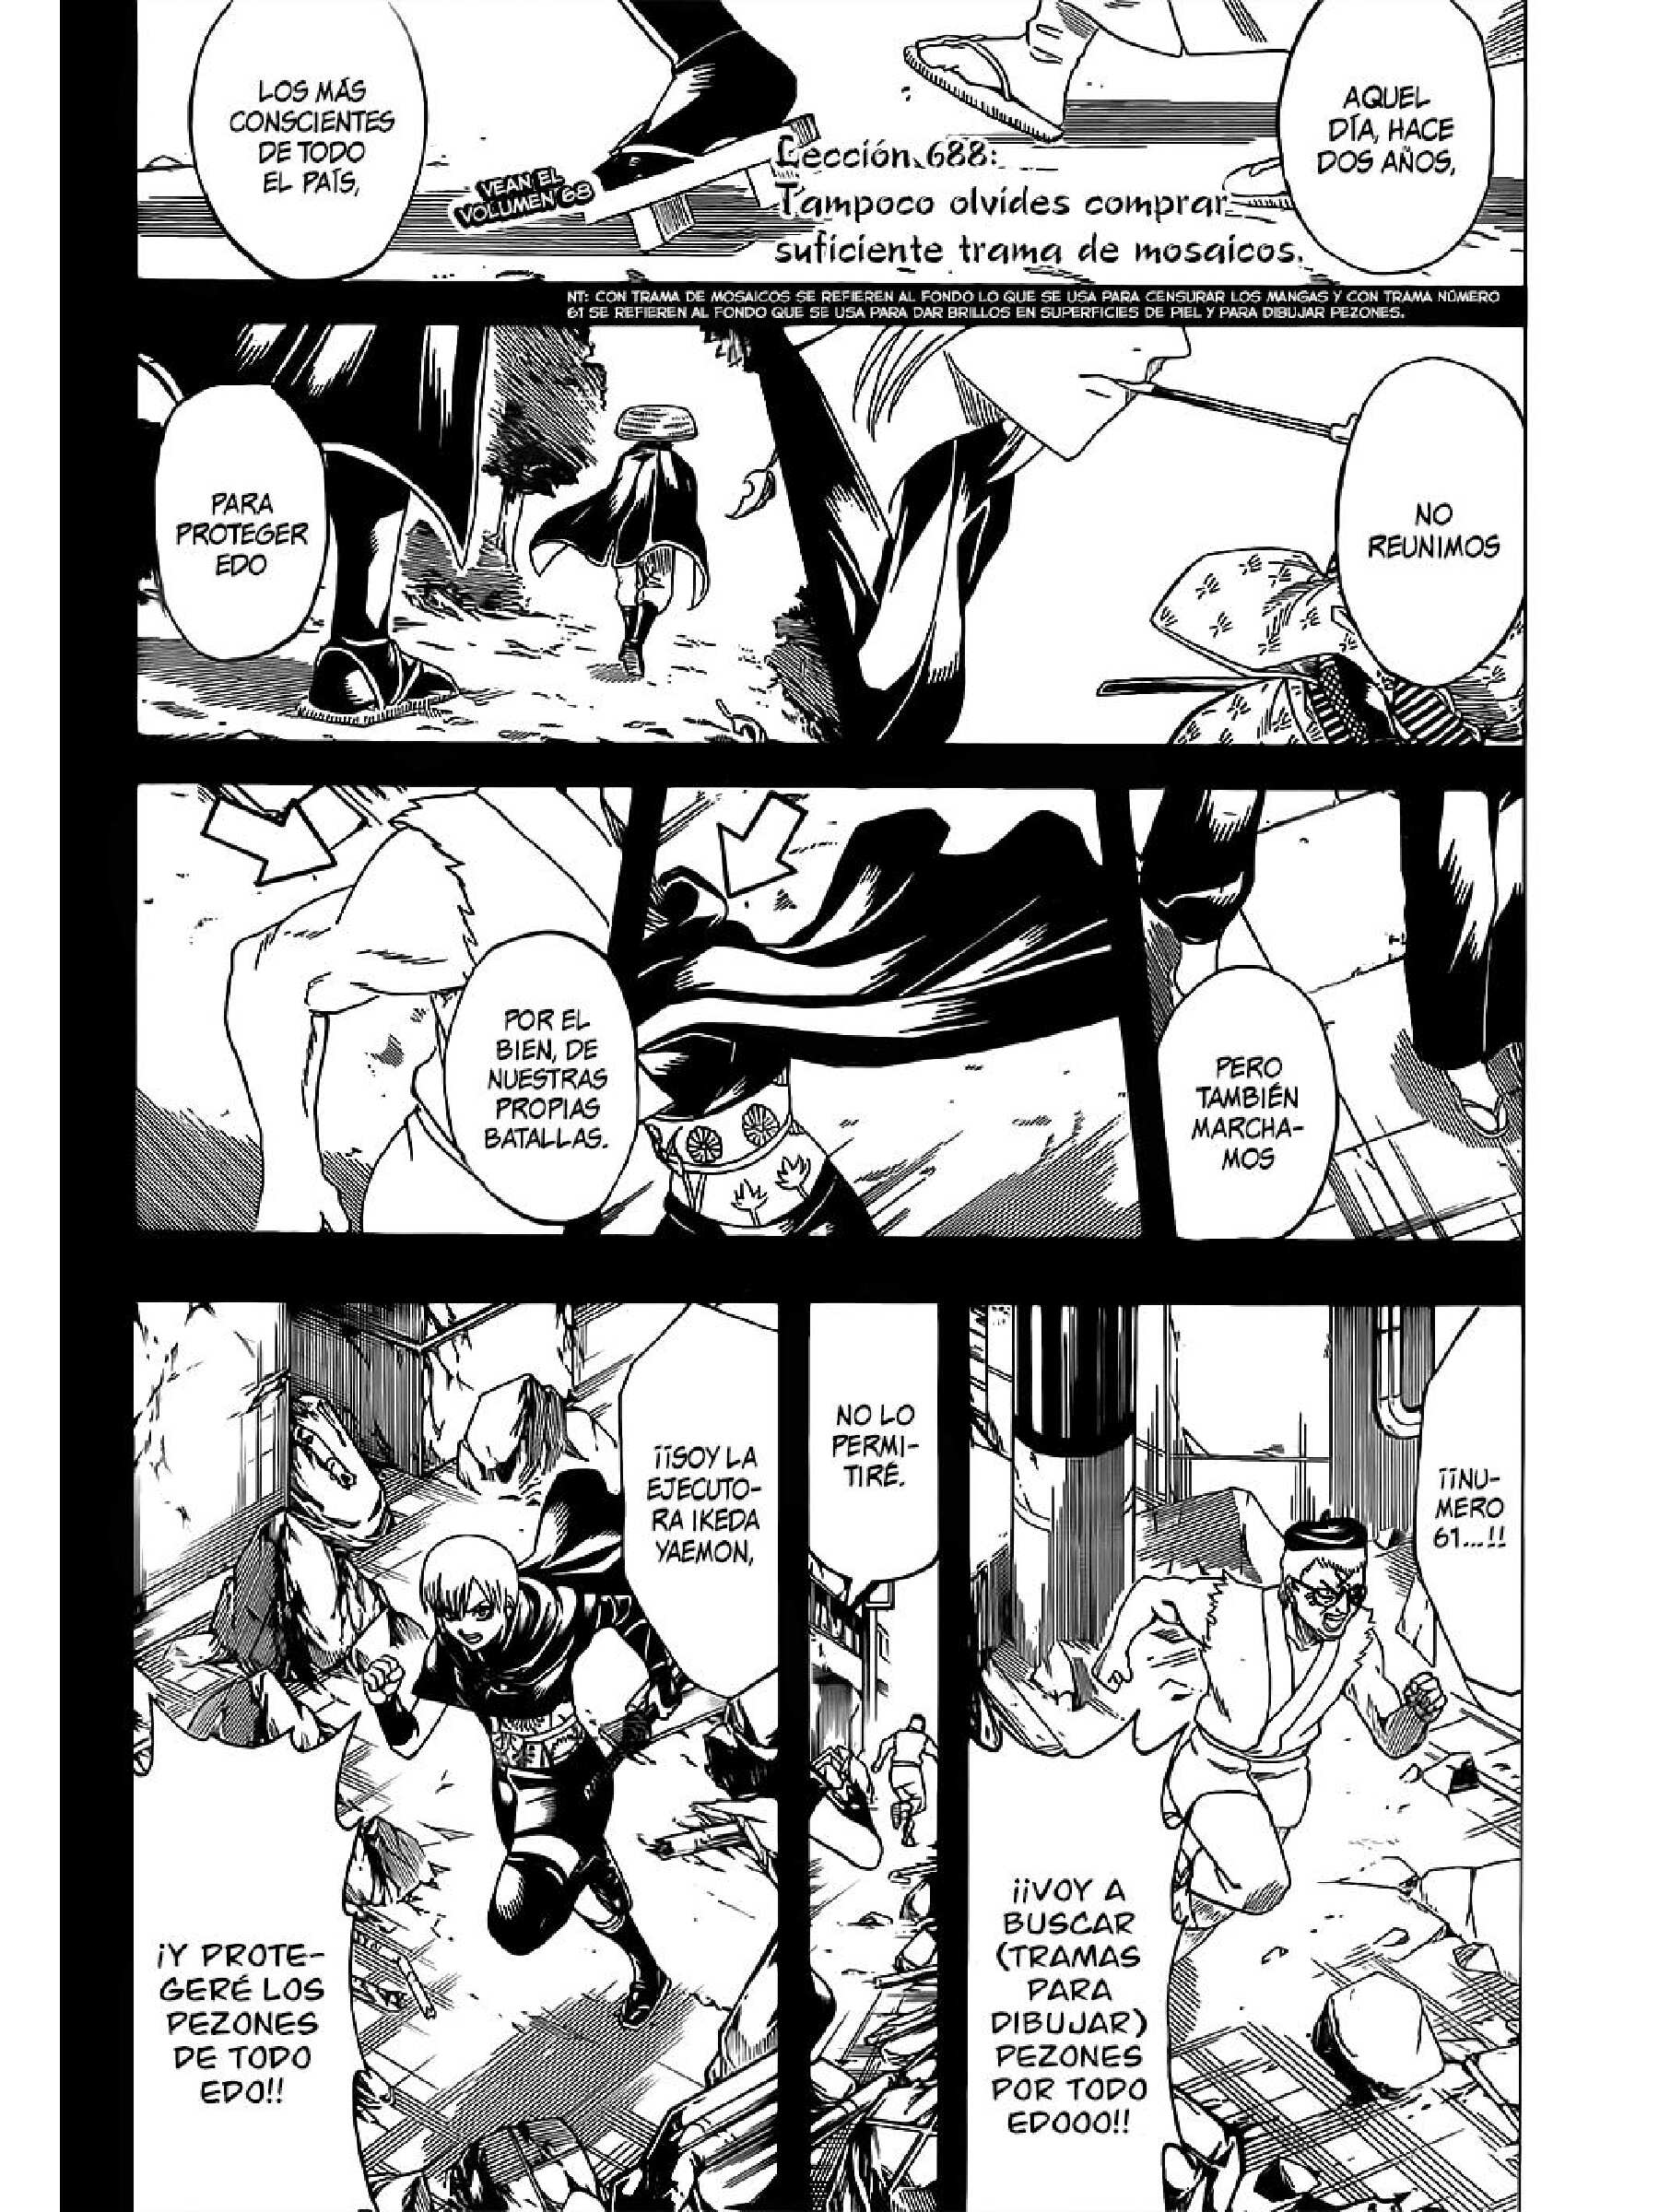 AQUEL
DÍA, HACE
DOS AÑOS,
LOS MÁS
CONSCIENTES
DE TODO
EL PAÍS,
VEAN EL
VOLUMEN 68
Lección 688:
Tampoco olvides comprar
suficiente trama de mosaicos.
NT: CON TRAMA DE MOSAICOS SE REFIEREN AL FONDO LO QUE SE USA PARA CENSURAR LOS MANGAS Y CON TRAMA NÚMERO
61 SE REFIEREN AL FONDO QUE SE USA PARA DAR BRILLOS EN SUPERFICIES DE PIEL Y PARA DIBUJAR PEZONES.
NO
REUNIMOS
PARA
PROTEGER
EDO
PERO
TAMBIÉN
MARCHA-
MOS
POR EL
BIEN, DE
NUESTRAS
PROPIAS
BATALLAS.
¡¡NU-
MERO
61...!!
¡¡VOY A
BUSCAR
(TRAMAS
PARA
DIBUJAR)
PEZONES
POR TODO
EDOOO!!
NO LO
PERMI-
TIRÉ.
¡¡SOY LA
EJECUTO-
RA IKEDA
YAEMON,
¡Y PROTE-
GERÉ LOS
PEZONES
DE TODO
EDO!!